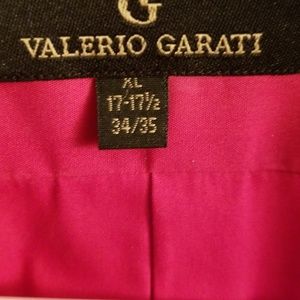 G
VALERIO GARATI
XL
17-17½
34/35